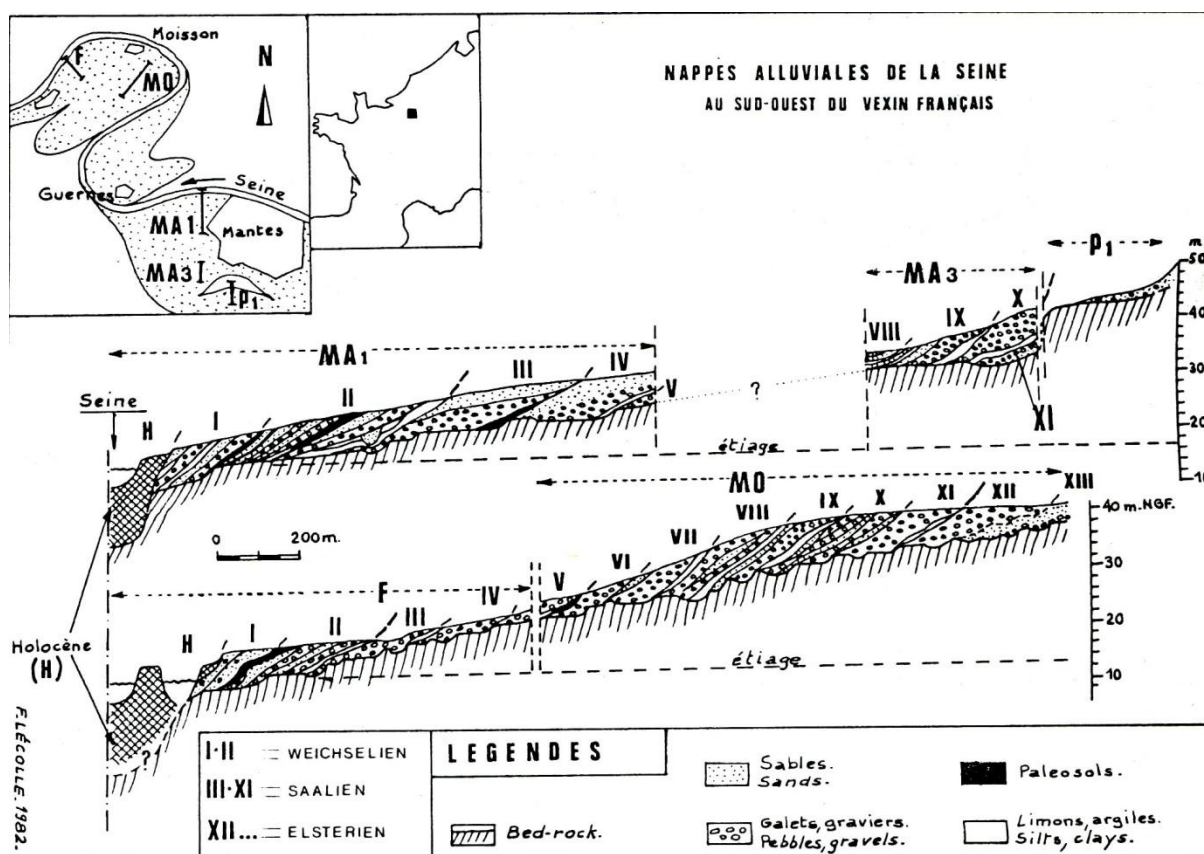 Moisson
F
MO
N
Guernes
Seine
MA1
Mantes
MA3
P1
NAPPES ALLUVIALES DE LA SEINE
AU SUD-OUEST DU VEXIN FRANÇAIS
P1
m
50
40
30
20
10
MA3
VIII IX X
XI
MA1
Seine
H I II III IV V
?
étiage
0 200m.
MO
V VI VII VIII IX X XI XII XIII
40 m. NGF.
30
20
10
étiage
F
H I II III IV
Holocène
(H)
?
F. LÉCOLLE. 1982.
I-II = WEICHSELIEN
III-XI = SAALIEN
XII... = ELSTERIEN
LEGENDES
Bed-rock.
Sables.
Sands.
Galets, graviers.
Pebbles, gravels.
Paleosols.
Limons, argiles.
Silts, clays.